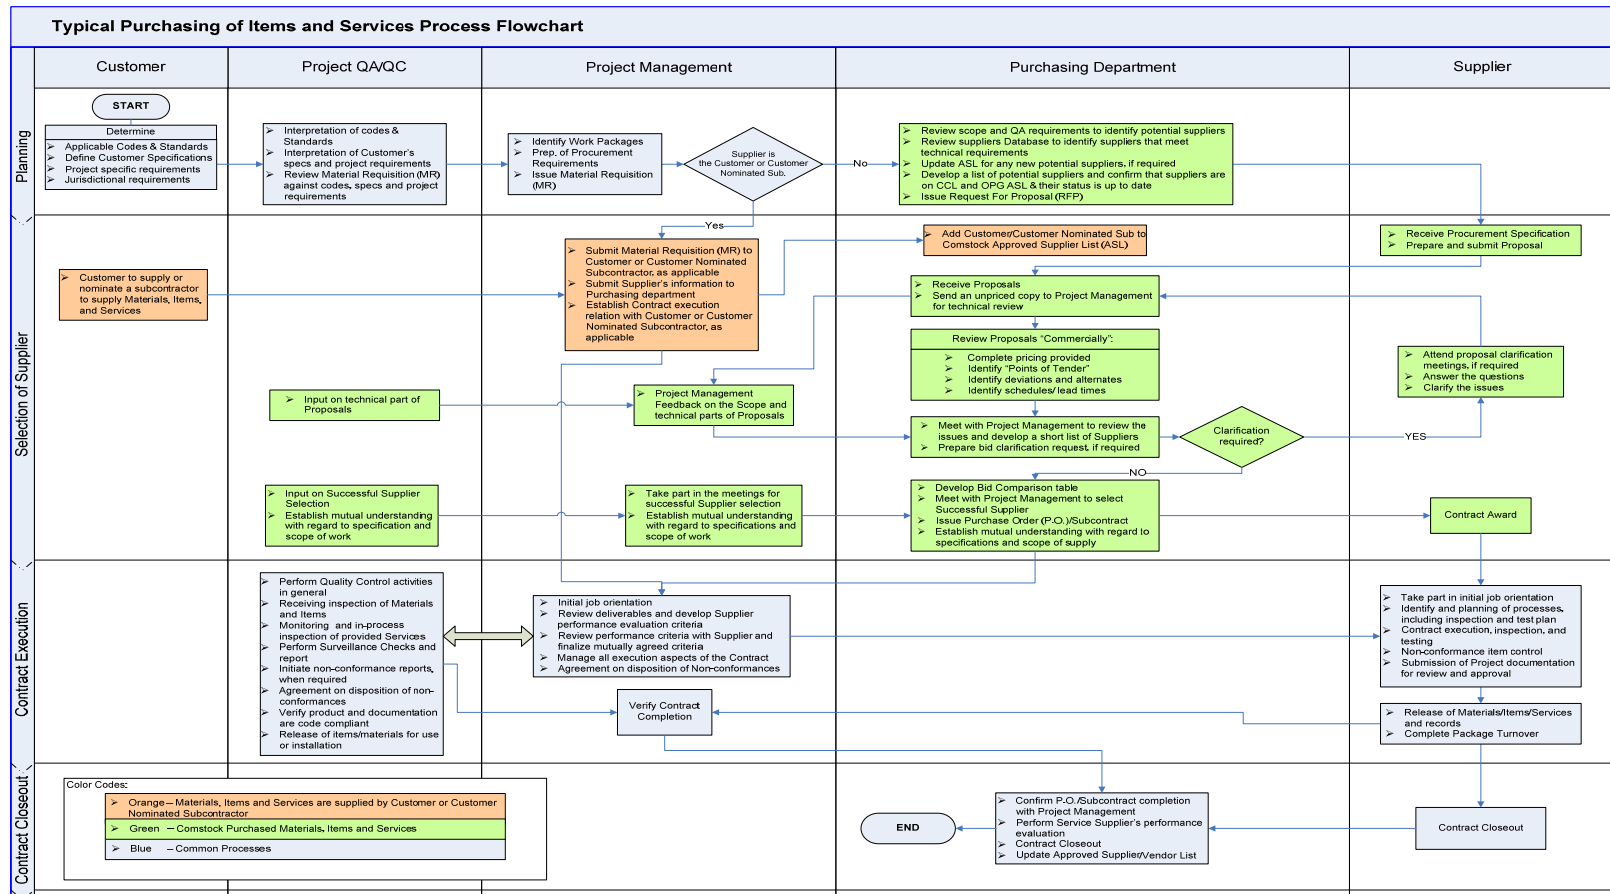 Typical Purchasing of Items and Services Process Flowchart
Customer
Project QA/QC
Project Management
Purchasing Department
Supplier
Planning
START
Determine
Applicable Codes & Standards
Define Customer Specifications
Project specific requirements
Jurisdictional requirements
Interpretation of codes &
Standards
Interpretation of Customer's
specs and project requirements
Review Material Requisition (MR)
against codes, specs and project
requirements
Identify Work Packages
Prep. of Procurement
Requirements
Issue Material Requisition
(MR)
Supplier is
the Customer or Customer
Nominated Sub.
No
Review scope and QA requirements to identify potential suppliers
Review suppliers Database to identify suppliers that meet
technical requirements
Update ASL for any new potential suppliers, if required
Develop a list of potential suppliers and confirm that suppliers are
on CCL and OPG ASL & their status is up to date
Issue Request For Proposal (RFP)
Selection of Supplier
Yes
Customer to supply or
nominate a subcontractor
to supply Materials, Items,
and Services
Submit Material Requisition (MR) to
Customer or Customer Nominated
Subcontractor, as applicable
Submit Supplier's information to
Purchasing department
Establish Contract execution
relation with Customer or Customer
Nominated Subcontractor, as
applicable
Add Customer/Customer Nominated Sub to
Comstock Approved Supplier List (ASL)
Receive Procurement Specification
Prepare and submit Proposal
Receive Proposals
Send an unpriced copy to Project Management
for technical review
Review Proposals "Commercially":
Complete pricing provided
Identify "Points of Tender"
Identify deviations and alternates
Identify schedules/ lead times
Attend proposal clarification
meetings, if required
Answer the questions
Clarify the issues
Input on technical part of
Proposals
Project Management
Feedback on the Scope and
technical parts of Proposals
Meet with Project Management to review the
issues and develop a short list of Suppliers
Prepare bid clarification request, if required
Clarification
required?
YES
NO
Input on Successful Supplier
Selection
Establish mutual understanding
with regard to specification and
scope of work
Take part in the meetings for
successful Supplier selection
Establish mutual understanding
with regard to specifications and
scope of work
Develop Bid Comparison table
Meet with Project Management to select
Successful Supplier
Issue Purchase Order (P.O.)/Subcontract
Establish mutual understanding with regard to
specifications and scope of supply
Contract Award
Contract Execution
Perform Quality Control activities
in general
Receiving inspection of Materials
and Items
Monitoring and in-process
inspection of provided Services
Perform Surveillance Checks and
report
Initiate non-conformance reports,
when required
Agreement on disposition of non-
conformances
Verify product and documentation
are code compliant
Release of items/materials for use
or installation
Initial job orientation
Review deliverables and develop Supplier
performance evaluation criteria
Review performance criteria with Supplier and
finalize mutually agreed criteria
Manage all execution aspects of the Contract
Agreement on disposition of Non-conformances
Verify Contract
Completion
Take part in initial job orientation
Identify and planning of processes,
including inspection and test plan
Contract execution, inspection, and
testing
Non-conformance item control
Submission of Project documentation
for review and approval
Release of Materials/Items/Services
and records
Complete Package Turnover
Contract Closeout
Color Codes:
Orange – Materials, Items and Services are supplied by Customer or Customer
Nominated Subcontractor
Green – Comstock Purchased Materials, Items and Services
Blue – Common Processes
END
Confirm P.O./Subcontract completion
with Project Management
Perform Service Supplier's performance
evaluation
Contract Closeout
Update Approved Supplier/Vendor List
Contract Closeout